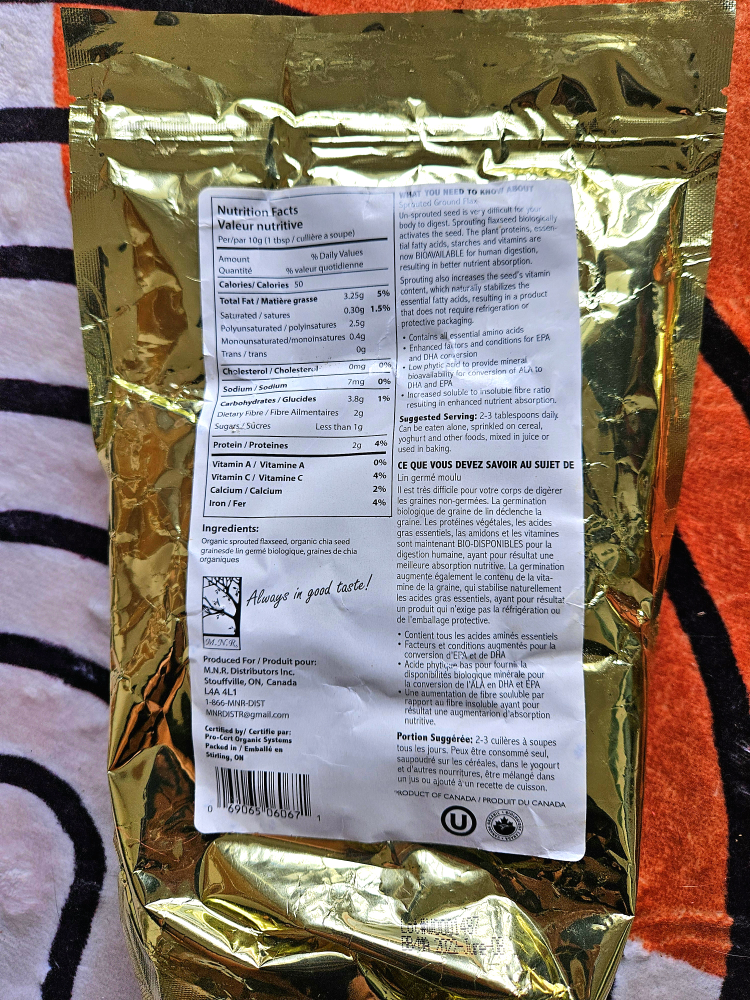 Nutrition Facts
Valeur nutritive
Per/par 10g (1 tbsp / cuillère a soupe)
Amount % Daily Values
Quantité % valeur quotidienne
Calories/Calories 50
Total Fat / Matière grasse 3.25g 5%
Saturated / satures 0.30g 1.5%
Polyunsaturated / polyinsatures 2.5g
Monounsaturated/monoinsatures 0.4g
Trans / trans 0g
Cholesterol / Cholesterol 0mg 0%
Sodium / Sodium 7mg 0%
Carbohydrates / Glucides 3.8g 1%
Dietary Fibre / Fibre Ailmentaires 2g
Sugars / Sucres Less than 1g
Protein / Proteines 2g 4%
Vitamin A / Vitamine A 0%
Vitamin C / Vitamine C 4%
Calcium / Calcium 2%
Iron / Fer 4%
Ingredients:
Organic sprouted flaxseed, organic chia seed
grainesde lin germé biologique, graines de chia
organiques
Always in good taste!
M.N.R.
Produced For / Produit pour:
M.N.R. Distributors Inc.
Stouffville, ON, Canada
L4A 4L1
1-866-MNR-DIST
MNRDISTR@gmail.com
Certified by/ Certifie par:
Pro-Cert Organic Systems
Packed in / Emballé en
Stirling, ON
0 69065 06067 1
WHAT YOU NEED TO KNOW ABOUT
Sprouted Ground Flax
Un-sprouted seed is very difficult for your
body to digest. Sprouting flaxseed biologically
activates the seed. The plant proteins, essen-
tial fatty acids, starches and vitamins are
now BIOAVAILABLE for human digestion,
resulting in better nutrient absorption.
Sprouting also increases the seed's vitamin
content, which naturally stabilizes the
essential fatty acids, resulting in a product
that does not require refrigeration or
protective packaging.
• Contains all essential amino acids
• Enhanced factors and conditions for EPA
and DHA conversion
• Low phytic acid to provide mineral
bioavailability for conversion of ALA to
DHA and EPA
• Increased soluble to insoluble fibre ratio
resulting in enhanced nutrient absorption.
Suggested Serving: 2-3 tablespoons daily.
Can be eaten alone, sprinkled on cereal,
yoghurt and other foods, mixed in juice or
used in baking.
CE QUE VOUS DEVEZ SAVOIR AU SUJET DE
Lin germé moulu
Il est très difficile pour votre corps de digérer
les graines non-germées. La germination
biologique de graine de lin déclenche la
graine. Les protéines végétales, les acides
gras essentiels, les amidons et les vitamines
sont maintenant BIO-DISPONIBLES pour la
digestion humaine, ayant pour résultat une
meilleure absorption nutritive. La germination
augmente également le contenu de la vita-
mine de la graine, qui stabilise naturellement
les acides gras essentiels, ayant pour résultat
un produit qui n'exige pas la réfrigération ou
de l'emballage protective.
• Contient tous les acides aminés essentiels
• Facteurs et conditions augmentés pour la
conversion d'EPA et de DHA
• Acide phytique bas pour fournir la
disponibilités biologique minérale pour
la conversion de l'ALA en DHA et EPA
• Une aumentation de fibre souluble par
rapport au fibre insoluble ayant pour
résultat une augmentation d'absorption
nutritive.
Portion Suggérée: 2-3 cuilères à soupes
tous les jours. Peux être consommé seul,
saupoudré sur les céréales, dans le yogourt
et d'autres nourritures, être mélangé dans
un jus ou ajouté à un recette de cuisson.
PRODUCT OF CANADA / PRODUIT DU CANADA
U